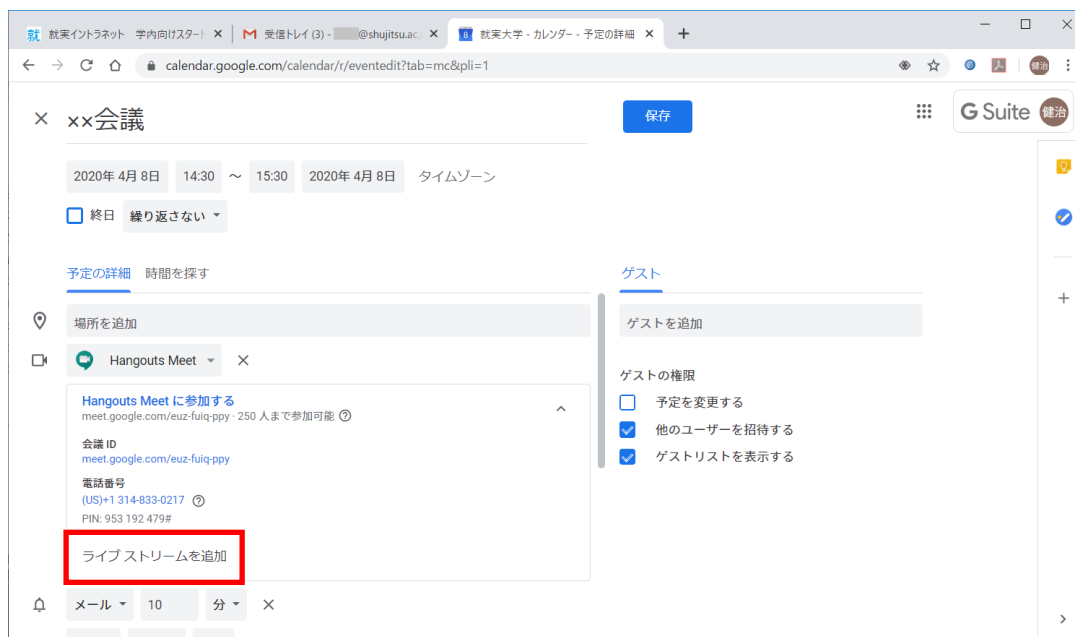 就 就実イントラネット 学内向けスタート
受信トレイ (3) - @shujitsu.ac.
8 就実大学 - カレンダー - 予定の詳細
calendar.google.com/calendar/r/eventedit?tab=mc&pli=1
健治
××会議
保存
G Suite 健治
2020年 4月 8日 14:30 ～ 15:30 2020年 4月 8日 タイムゾーン
終日 繰り返さない
予定の詳細 時間を探す
ゲスト
場所を追加
ゲストを追加
Hangouts Meet
ゲストの権限
Hangouts Meet に参加する
meet.google.com/euz-fuiq-ppy · 250 人まで参加可能
予定を変更する
他のユーザーを招待する
ゲストリストを表示する
会議 ID
meet.google.com/euz-fuiq-ppy
電話番号
(US)+1 314-833-0217
PIN: 953 192 479#
ライブ ストリームを追加
メール 10 分